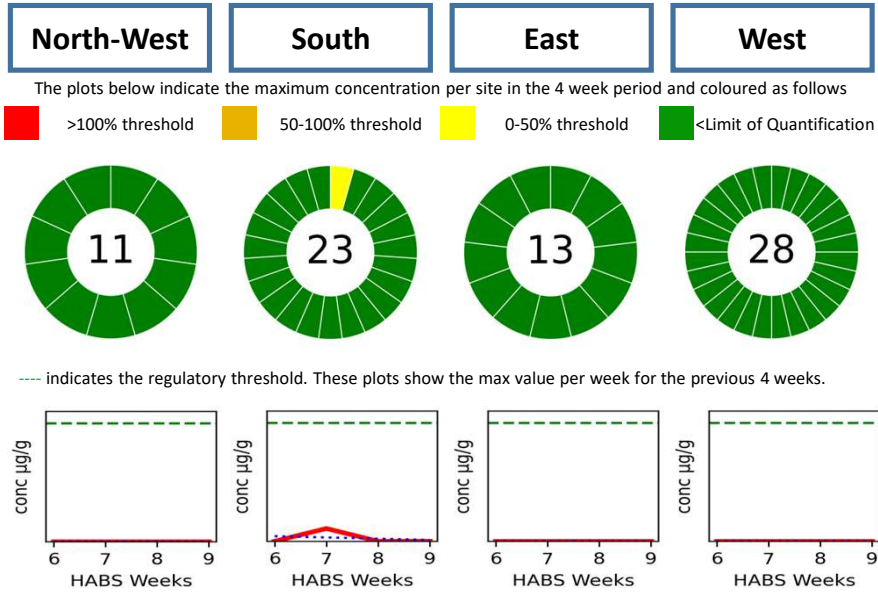 North-West South East West
The plots below indicate the maximum concentration per site in the 4 week period and coloured as follows
>100% threshold 50-100% threshold 0-50% threshold <Limit of Quantification
11 23 13 28
---- indicates the regulatory threshold. These plots show the max value per week for the previous 4 weeks.
conc µg/g conc µg/g conc µg/g conc µg/g
6 7 8 9 6 7 8 9 6 7 8 9 6 7 8 9
HABS Weeks HABS Weeks HABS Weeks HABS Weeks